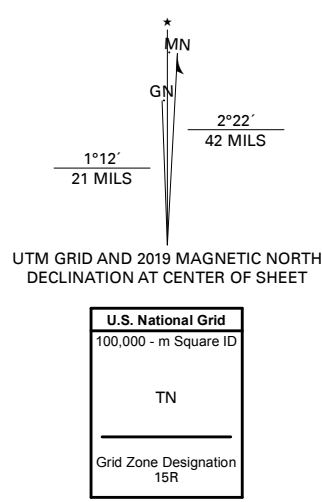 ★
MN
GN
2°22´
42 MILS
1°12´
21 MILS
UTM GRID AND 2019 MAGNETIC NORTH
DECLINATION AT CENTER OF SHEET
U.S. National Grid
100,000 - m Square ID
TN
Grid Zone Designation
15R